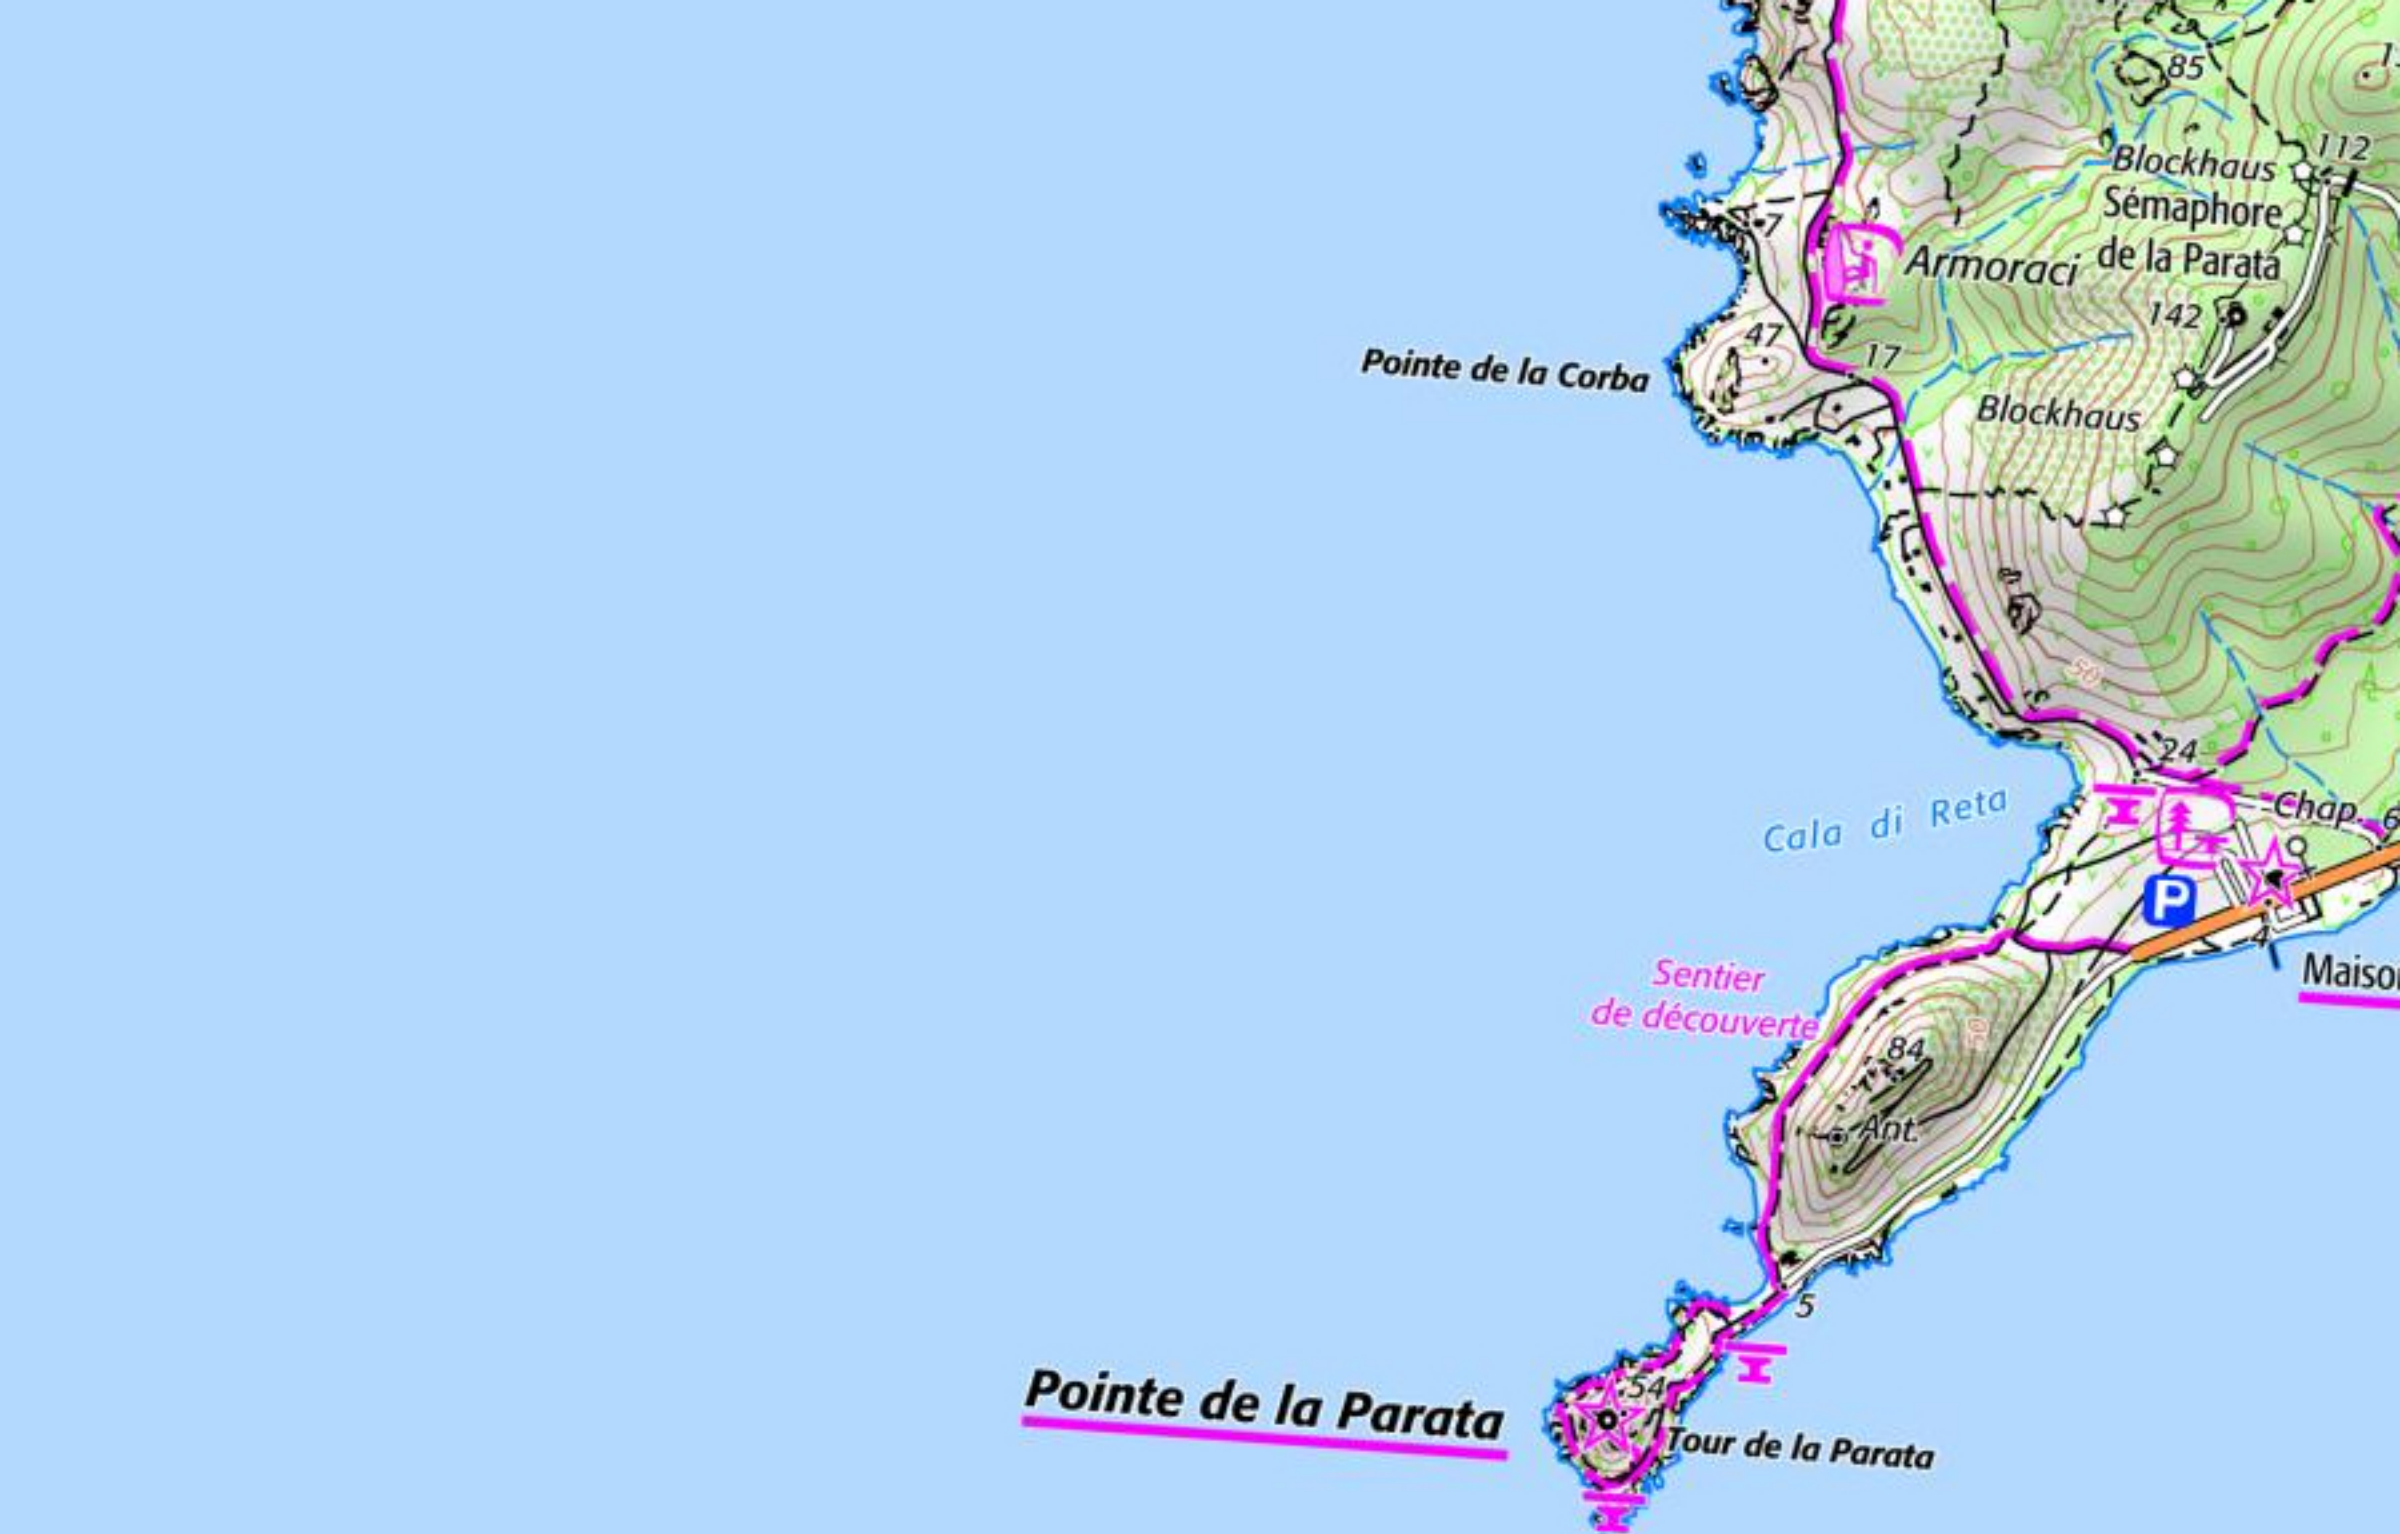 85
112
Blockhaus
Sémaphore
de la Parata
7
Armoraci
142
47
17
Pointe de la Corba
Blockhaus
50
24
Cala di Reta
Chap.
6
P
4
Maison
Sentier
de découverte
50
84
Ant.
5
Pointe de la Parata
54
Tour de la Parata